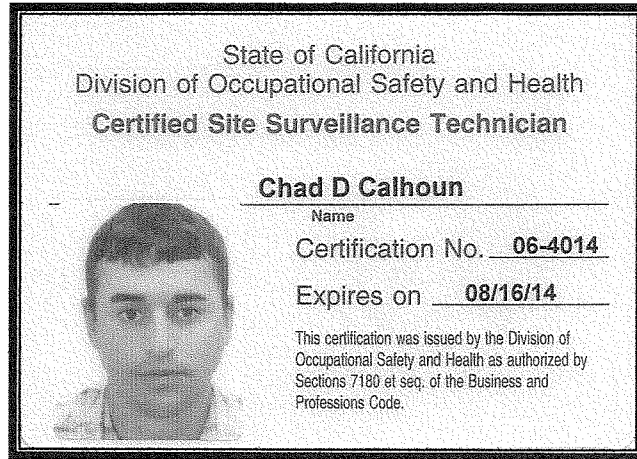 State of California
Division of Occupational Safety and Health
Certified Site Surveillance Technician
Chad D Calhoun
Name
Certification No. 06-4014
Expires on 08/16/14
This certification was issued by the Division of
Occupational Safety and Health as authorized by
Sections 7180 et seq. of the Business and
Professions Code.